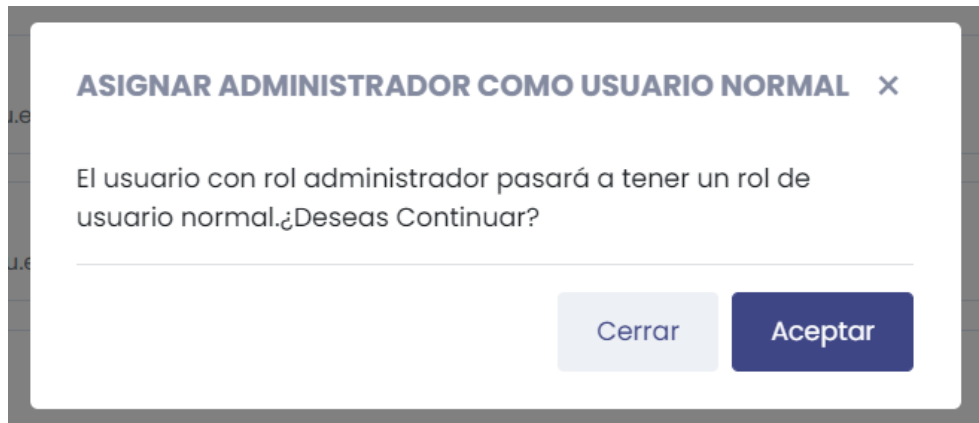 ASIGNAR ADMINISTRADOR COMO USUARIO NORMAL ×
u.e
El usuario con rol administrador pasará a tener un rol de
usuario normal.¿Deseas Continuar?
u.e
Cerrar Aceptar